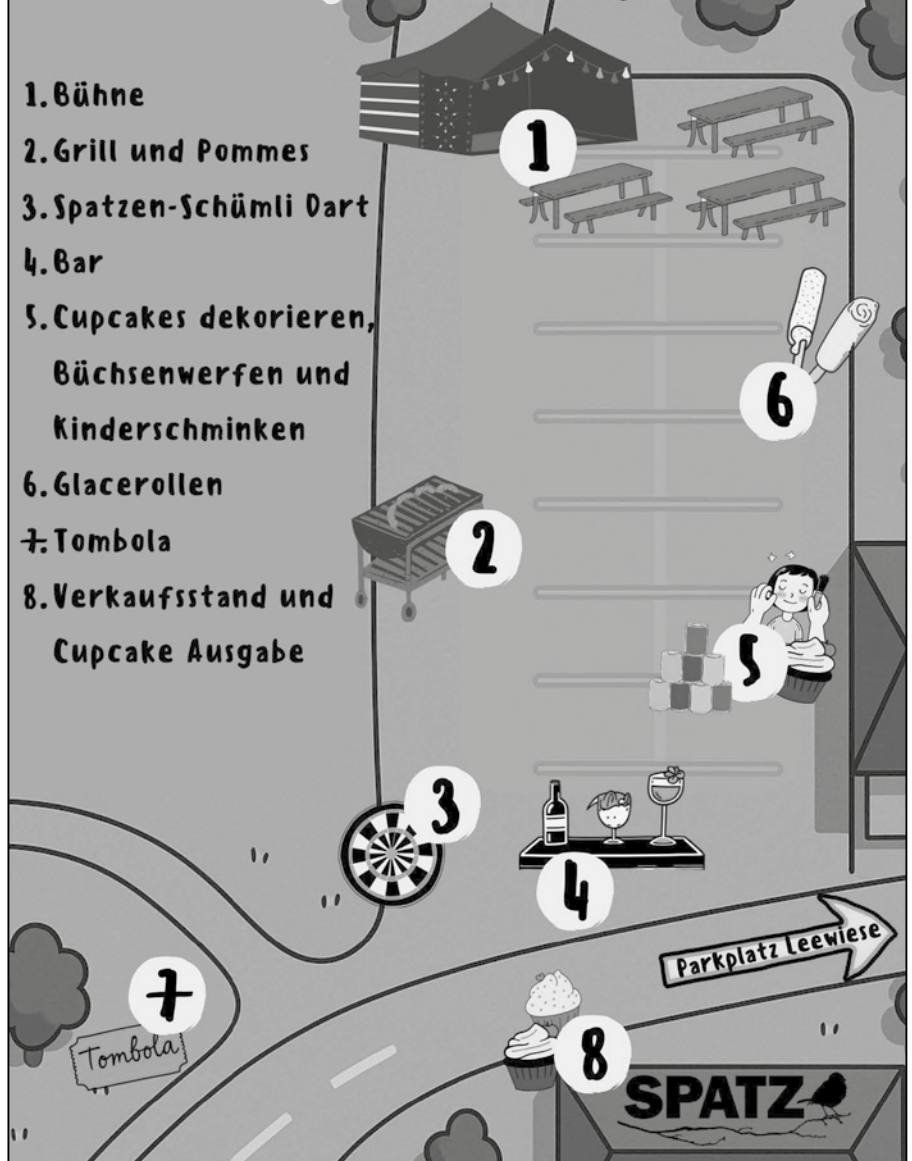 1. Bühne
2. Grill und Pommes
3. Spatzen-Schümli Dart
4. Bar
5. Cupcakes dekorieren,
Büchsenwerfen und
Kinderschminken
6. Glacerollen
7. Tombola
8. Verkaufsstand und
Cupcake Ausgabe
1
6
2
5
3
4
Parkplatz Leewiese
7
Tombola
8
SPATZ